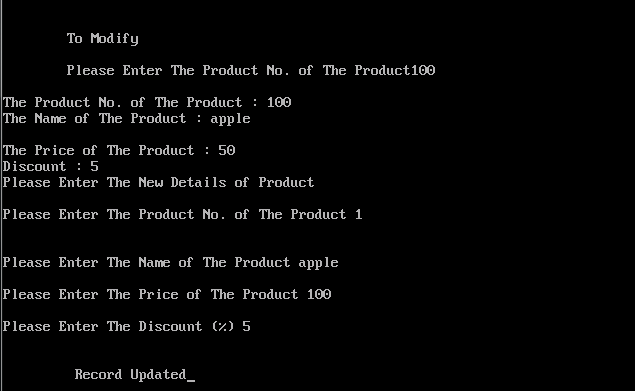 To Modify
Please Enter The Product No. of The Product100
The Product No. of The Product : 100
The Name of The Product : apple
The Price of The Product : 50
Discount : 5
Please Enter The New Details of Product
Please Enter The Product No. of The Product 1
Please Enter The Name of The Product apple
Please Enter The Price of The Product 100
Please Enter The Discount (%) 5
Record Updated_